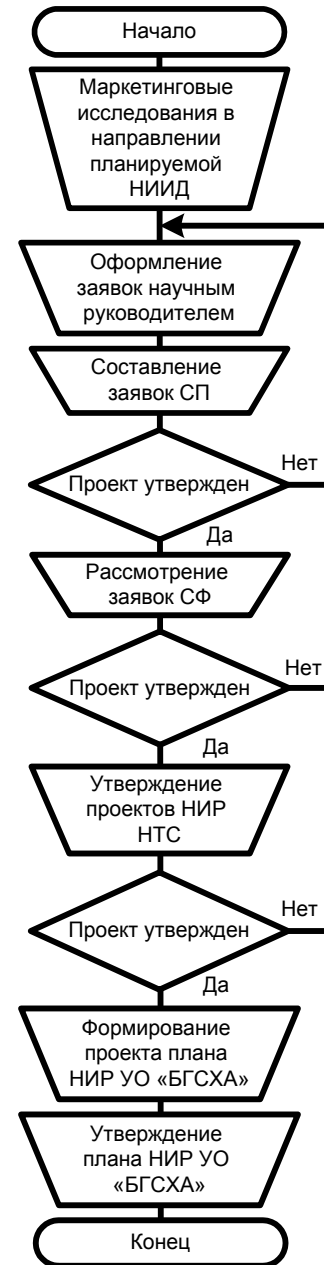 Начало
Маркетинговые
исследования в
направлении
планируемой
НИИД
Оформление
заявок научным
руководителем
Составление
заявок СП
Проект утвержден
Нет
Да
Рассмотрение
заявок СФ
Проект утвержден
Нет
Да
Утверждение
проектов НИР
НТС
Проект утвержден
Нет
Да
Формирование
проекта плана
НИР УО «БГСХА»
Утверждение
плана НИР УО
«БГСХА»
Конец